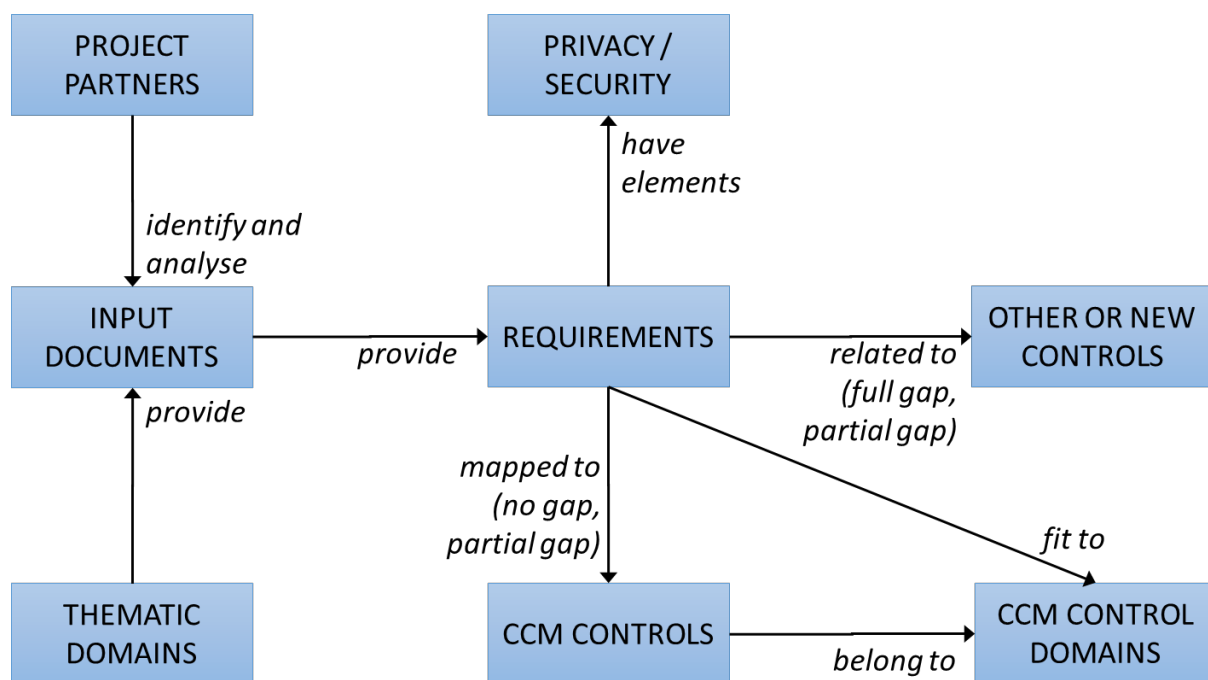 PROJECT
PARTNERS
PRIVACY /
SECURITY
have
elements
identify and
analyse
INPUT
DOCUMENTS
provide
REQUIREMENTS
related to
(full gap,
partial gap)
OTHER OR NEW
CONTROLS
provide
mapped to
(no gap,
partial gap)
fit to
THEMATIC
DOMAINS
CCM CONTROLS
belong to
CCM CONTROL
DOMAINS